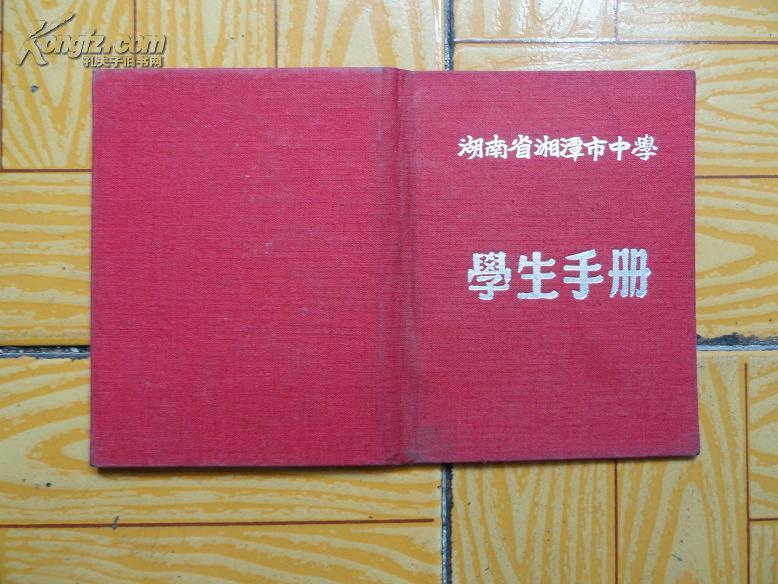 Kongfz.com
孔夫子旧书网
湖南省湘潭市中學
學生手册